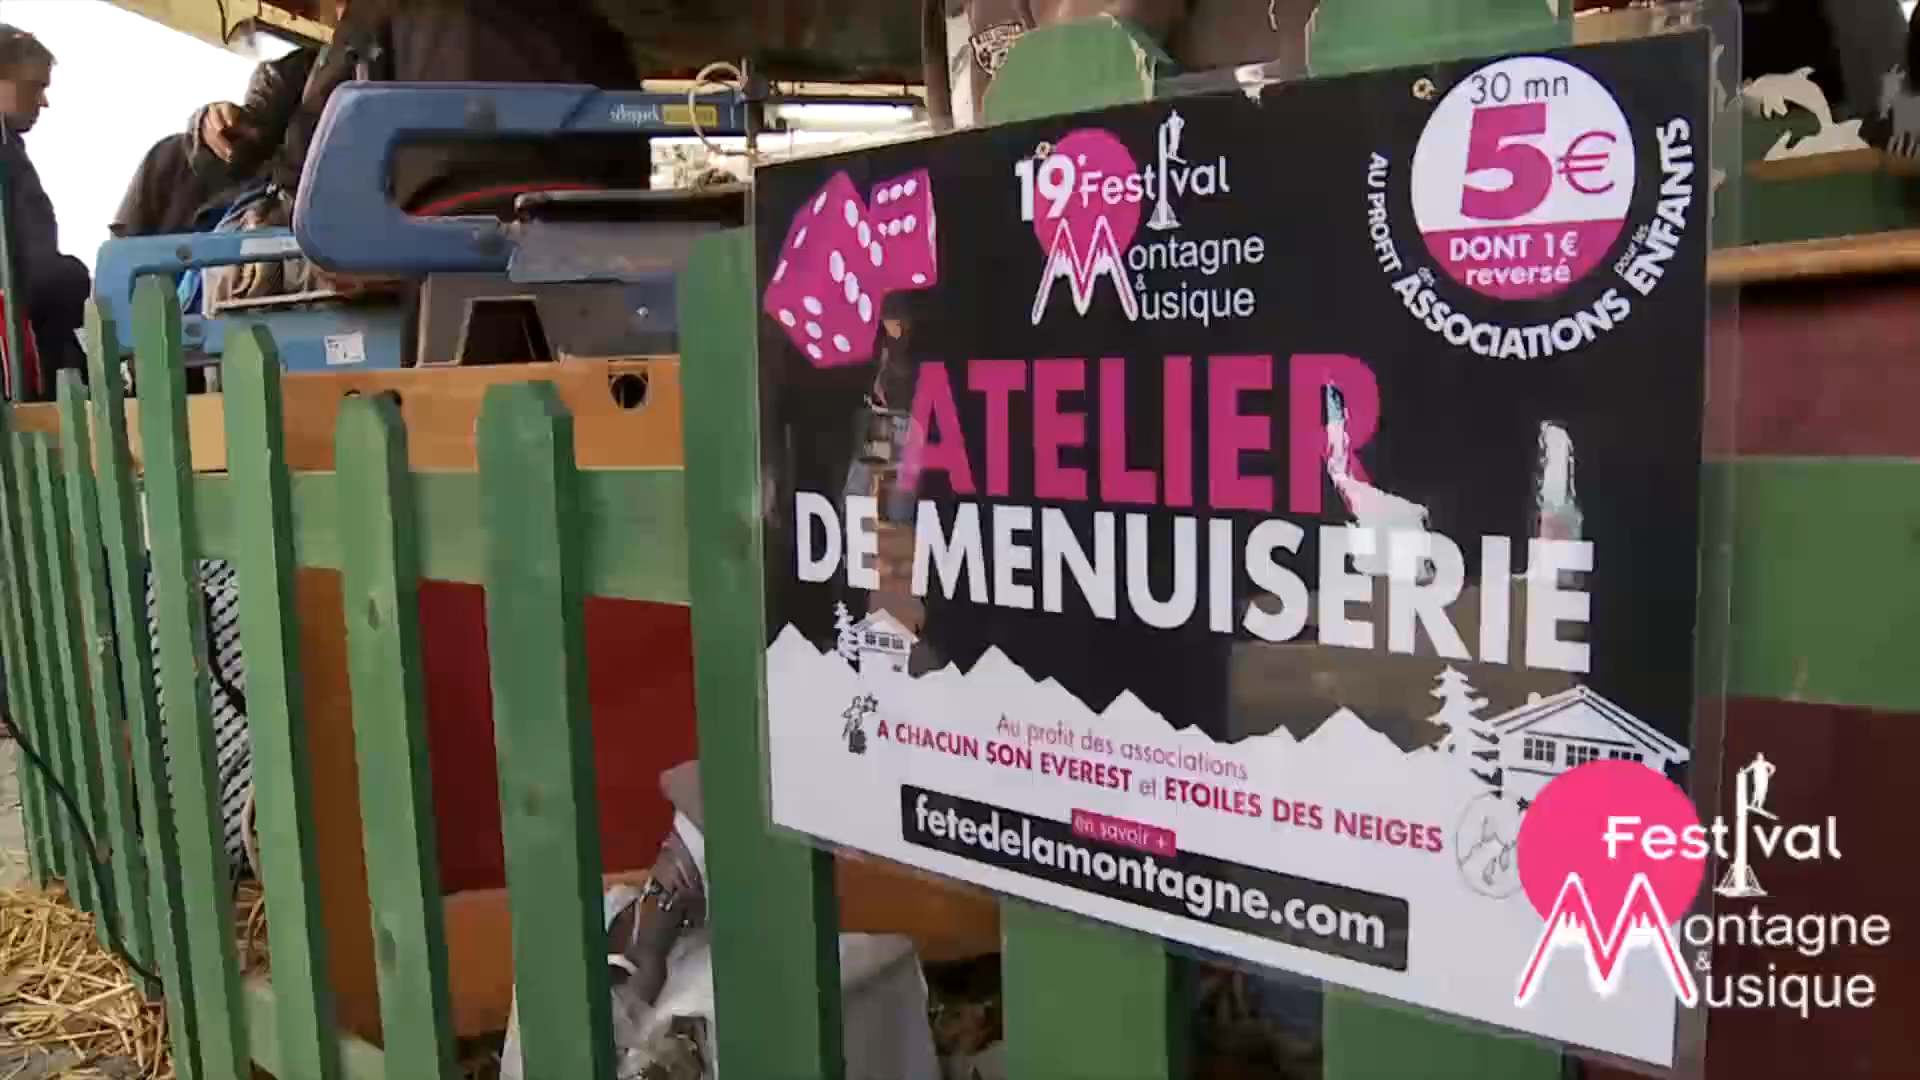 30 mn
5€
DONT 1€
reversé
AU PROFIT des ASSOCIATIONS pour les ENFANTS
19e Festival
Montagne
&
Musique
ATELIER
DE MENUISERIE
Au profit des associations
A CHACUN SON EVEREST et ETOILES DES NEIGES
en savoir +
fetedelamontagne.com
Festival
Montagne
&
Musique